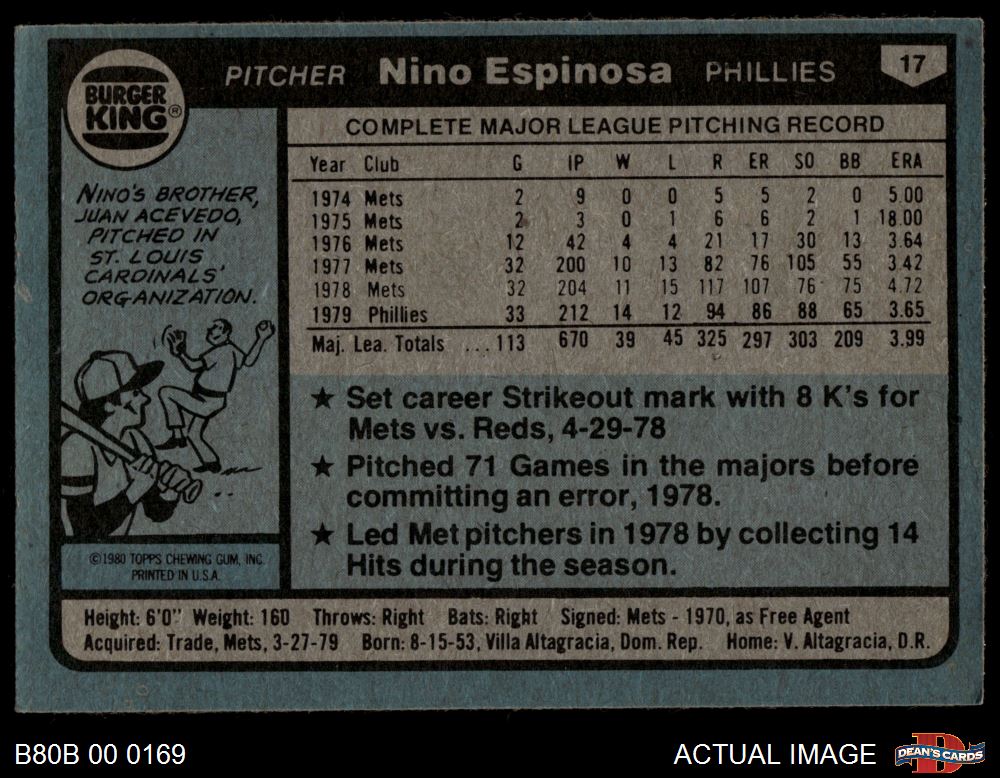 BURGER KING®
PITCHER Nino Espinosa PHILLIES 17
NINO'S BROTHER,
JUAN ACEVEDO,
PITCHED IN
ST. LOUIS
CARDINALS'
ORGANIZATION.
©1980 TOPPS CHEWING GUM, INC.
PRINTED IN U.S.A.
COMPLETE MAJOR LEAGUE PITCHING RECORD
Year Club G IP W L R ER SO BB ERA
1974 Mets 2 9 0 0 5 5 2 0 5.00
1975 Mets 2 3 0 1 6 6 2 1 18.00
1976 Mets 12 42 4 4 21 17 30 13 3.64
1977 Mets 32 200 10 13 82 76 105 55 3.42
1978 Mets 32 204 11 15 117 107 76 75 4.72
1979 Phillies 33 212 14 12 94 86 88 65 3.65
Maj. Lea. Totals ...113 670 39 45 325 297 303 209 3.99
★ Set career Strikeout mark with 8 K's for
Mets vs. Reds, 4-29-78
★ Pitched 71 Games in the majors before
committing an error, 1978.
★ Led Met pitchers in 1978 by collecting 14
Hits during the season.
Height: 6'0" Weight: 160 Throws: Right Bats: Right Signed: Mets - 1970, as Free Agent
Acquired: Trade, Mets, 3-27-79 Born: 8-15-53, Villa Altagracia, Dom. Rep. Home: V. Altagracia, D.R.
B80B 00 0169 ACTUAL IMAGE DEAN'S CARDS